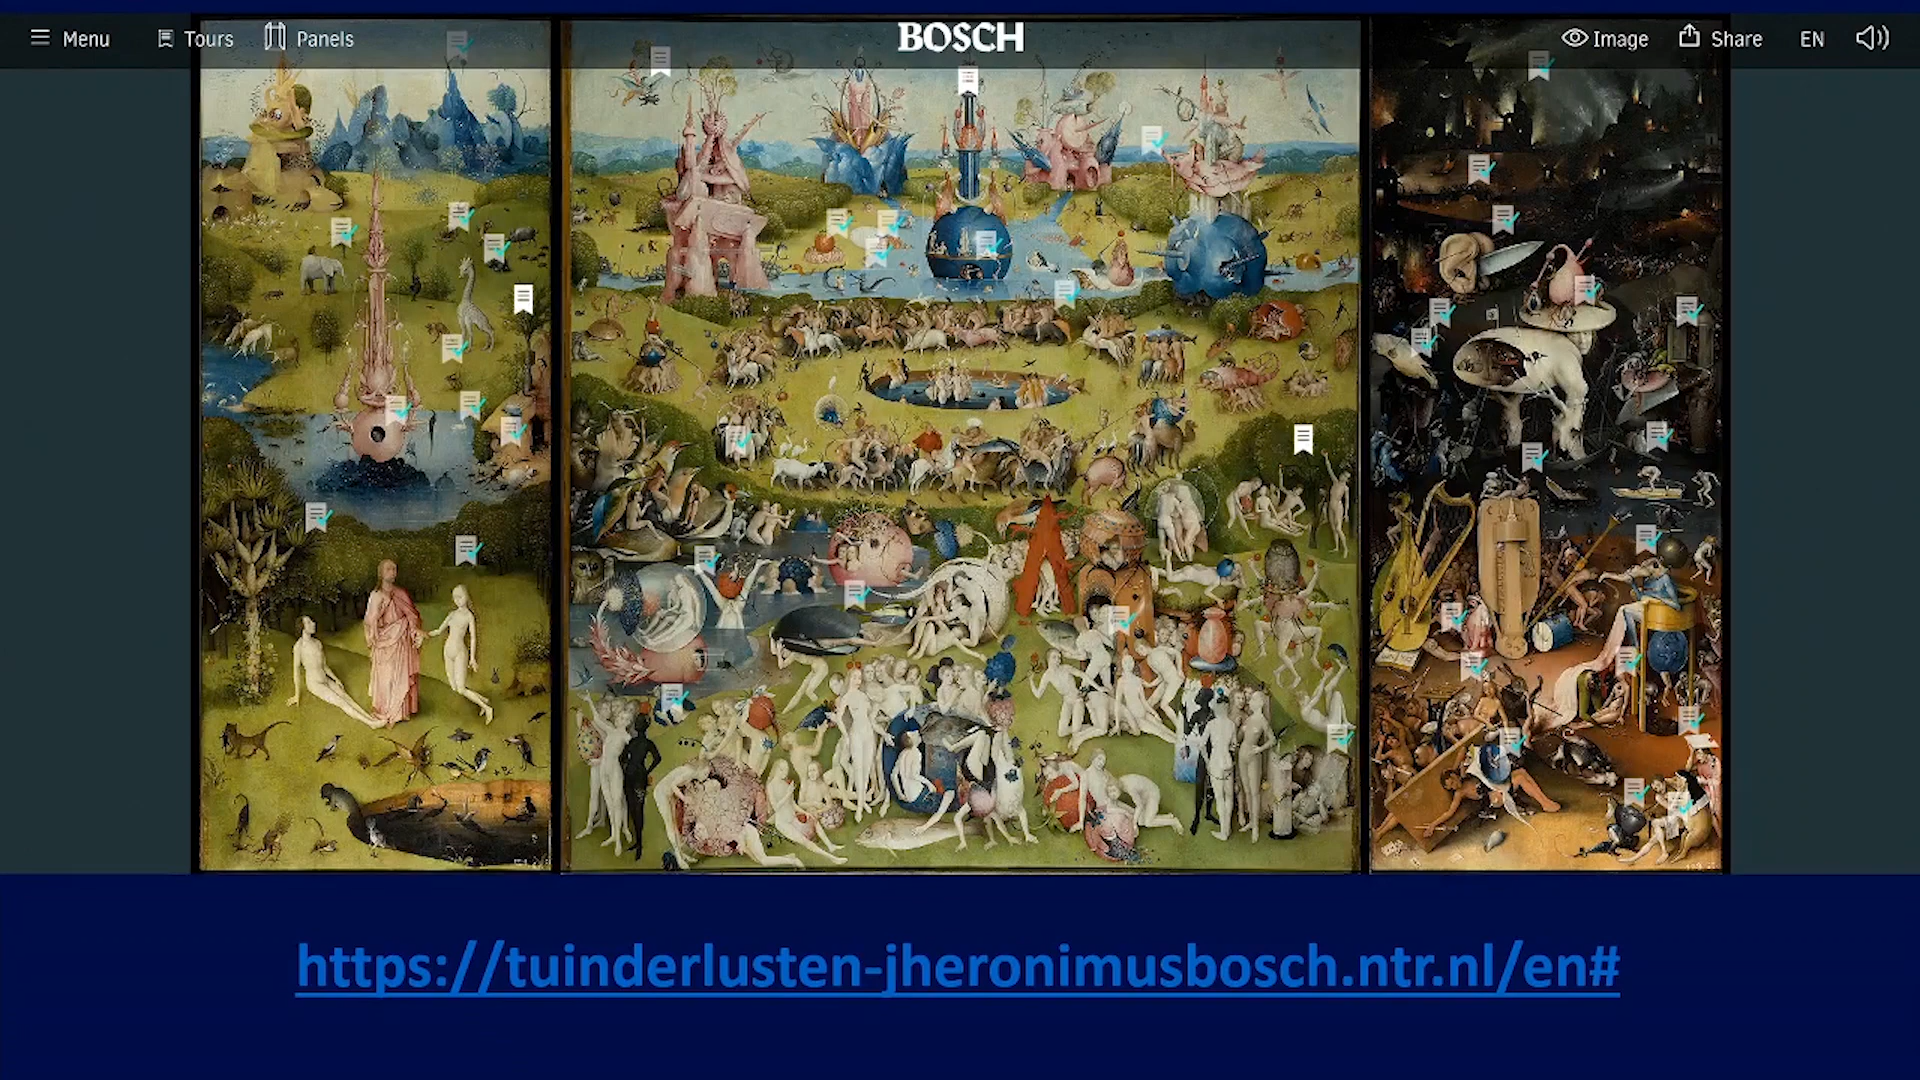 Menu
Tours
Panels
BOSCH
Image
Share
EN
https://tuinderlusten-jheronimusbosch.ntr.nl/en#